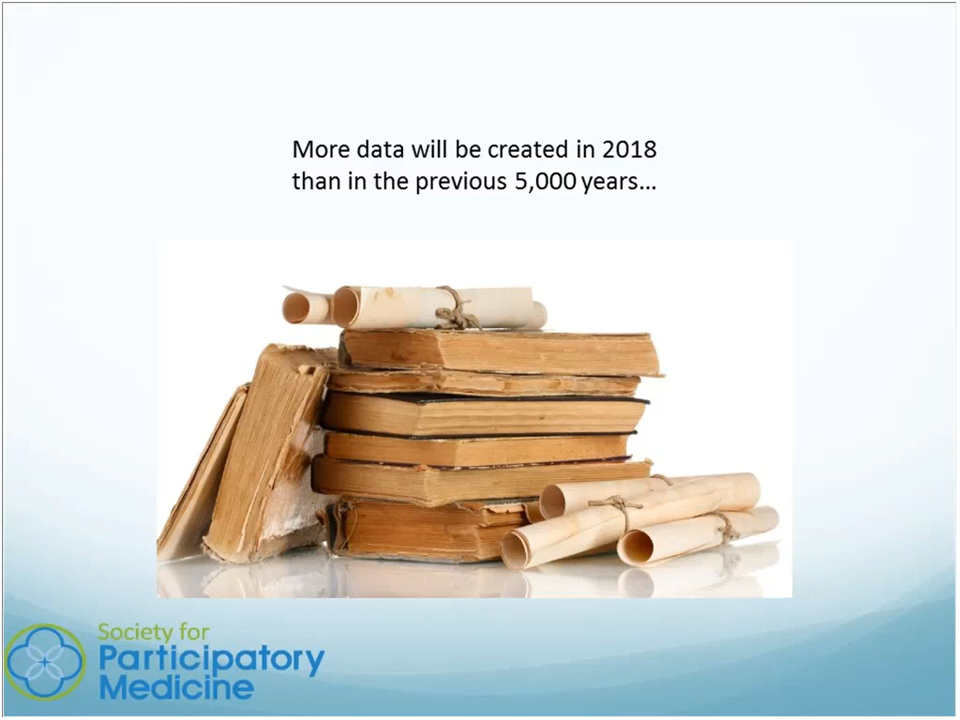 More data will be created in 2018
than in the previous 5,000 years...
Society for
Participatory
Medicine